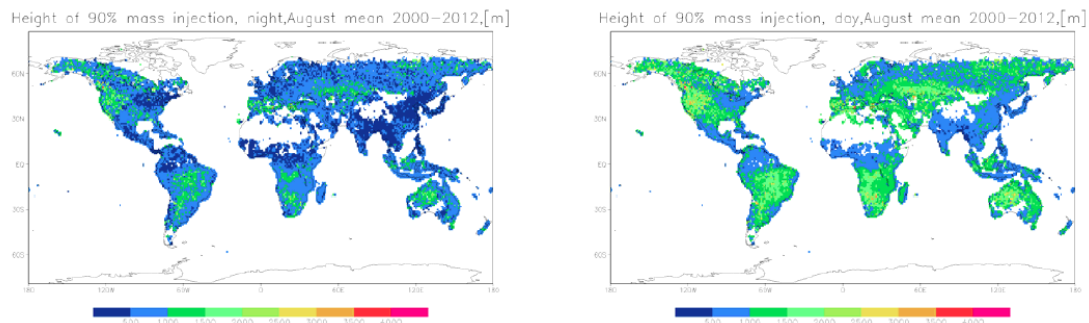 Height of 90% mass injection, night,August mean 2000-2012,[m]
60N
30N
EQ
30S
60S
180 120W 60W 0 60E 120E 180
500 1000 1500 2000 2500 3000 3500 4000
Height of 90% mass injection, day,August mean 2000-2012,[m]
60N
30N
EQ
30S
60S
180 120W 60W 0 60E 120E 180
500 1000 1500 2000 2500 3000 3500 4000